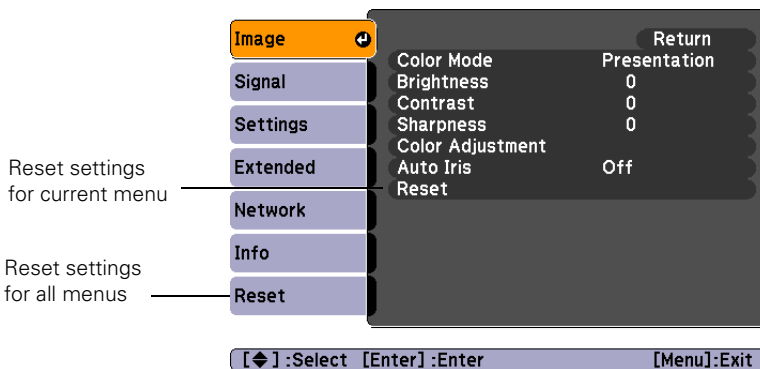 Image
Signal
Settings
Extended
Network
Info
Reset
Return
Color Mode Presentation
Brightness 0
Contrast 0
Sharpness 0
Color Adjustment
Auto Iris Off
Reset
Reset settings
for current menu
Reset settings
for all menus
[◆] :Select [Enter] :Enter [Menu]:Exit